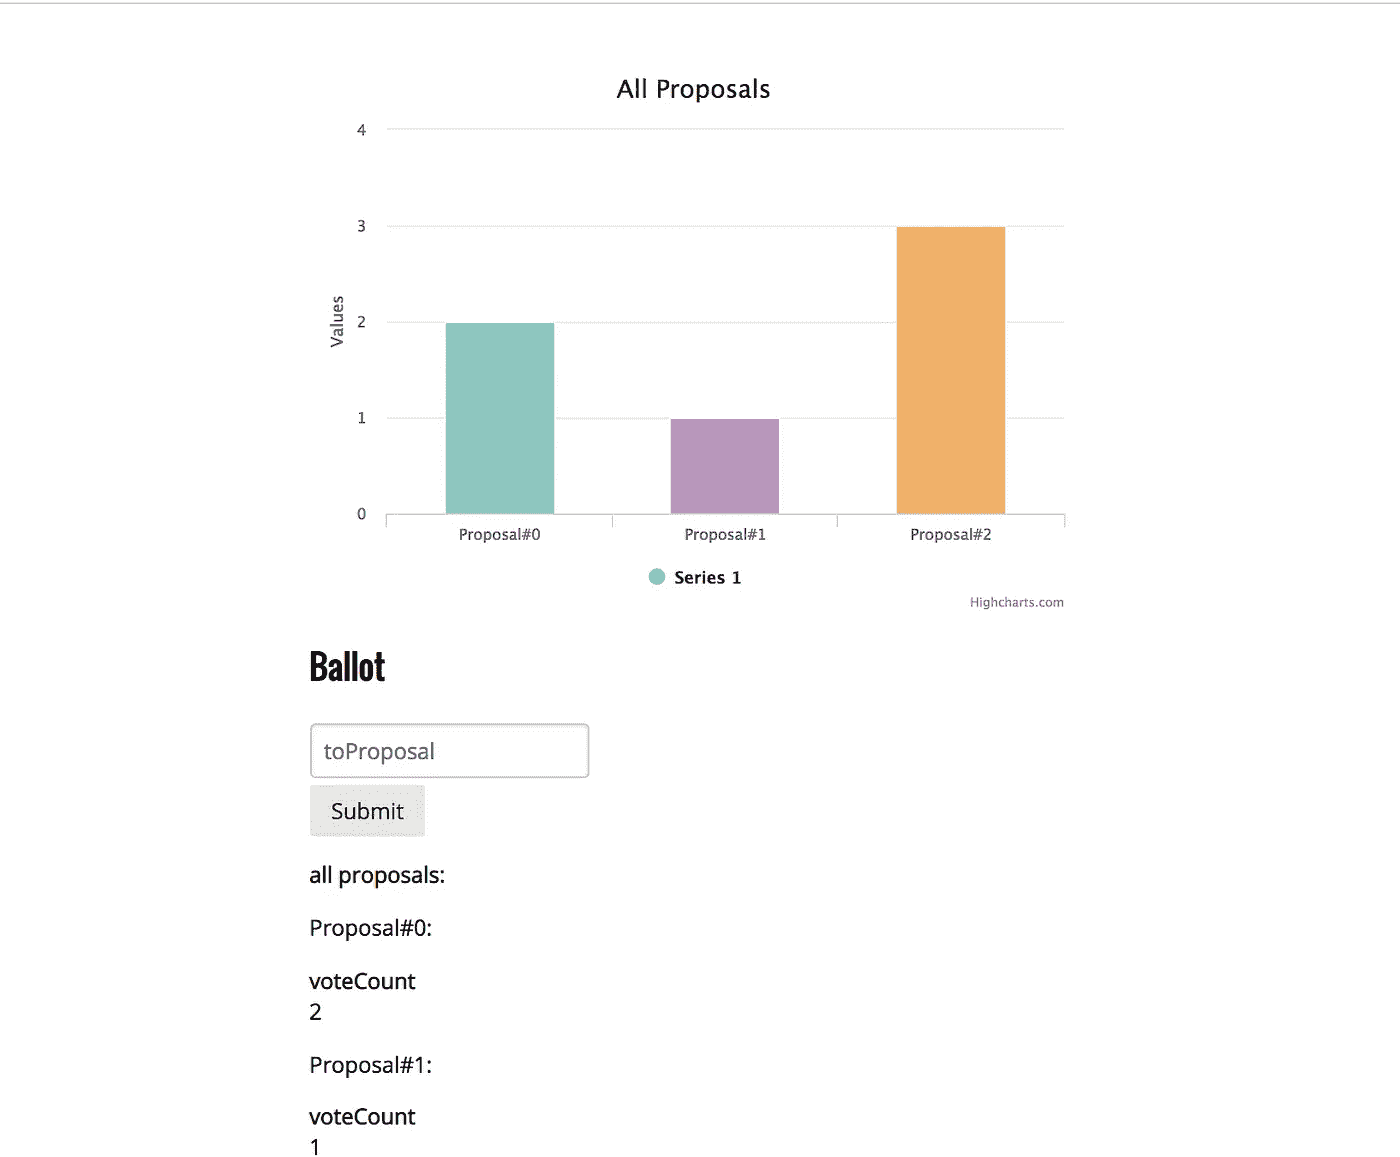 All Proposals
4
3
2
1
0
Values
Proposal#0 Proposal#1 Proposal#2
Series 1
Highcharts.com
Ballot
toProposal
Submit
all proposals:
Proposal#0:
voteCount
2
Proposal#1:
voteCount
1